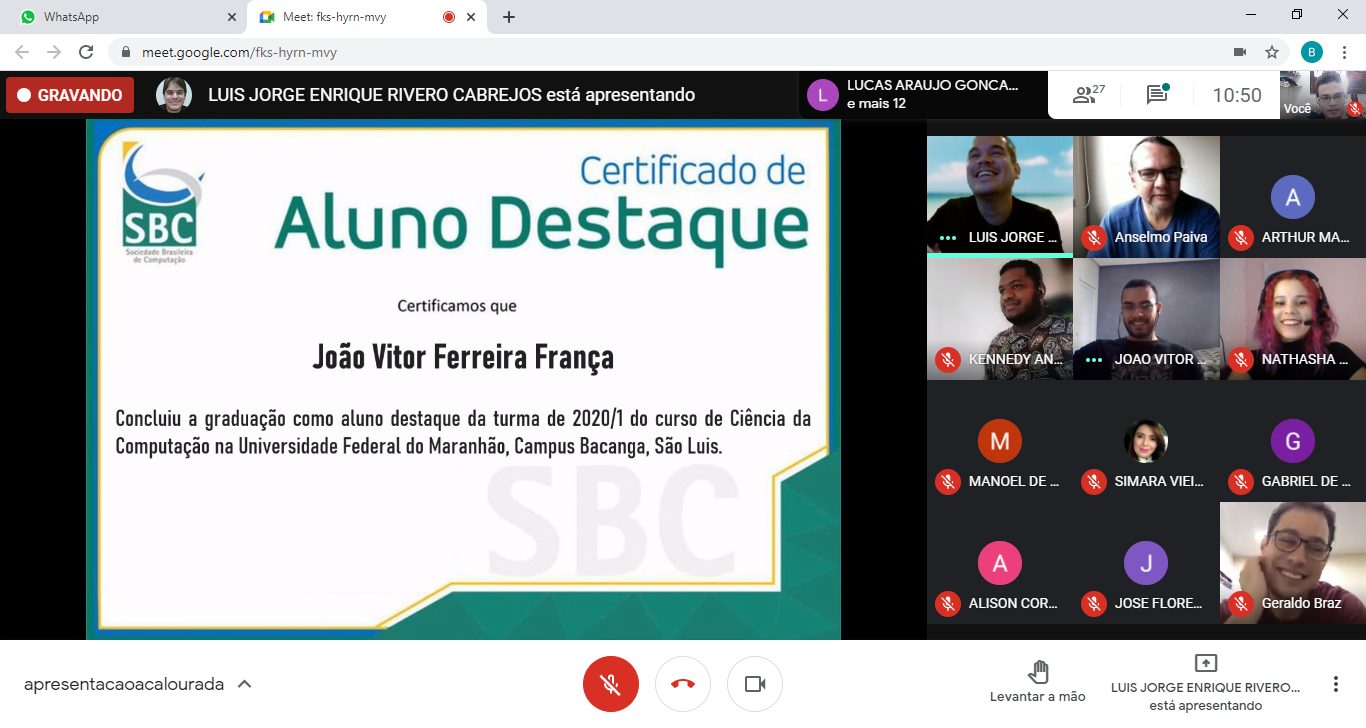 WhatsApp
Meet: fks-hyrn-mvy
meet.google.com/fks-hyrn-mvy
B
GRAVANDO
LUIS JORGE ENRIQUE RIVERO CABREJOS está apresentando
L
LUCAS ARAUJO GONCA...
e mais 12
27
10:50
Você
SBC
Sociedade Brasileira
de Computação
Certificado de
Aluno Destaque
Certificamos que
João Vitor Ferreira França
Concluiu a graduação como aluno destaque da turma de 2020/1 do curso de Ciência da
Computação na Universidade Federal do Maranhão, Campus Bacanga, São Luis.
SBC
LUIS JORGE ...
Anselmo Paiva
A
ARTHUR MA...
KENNEDY AN...
JOAO VITOR ...
NATHASHA ...
M
MANOEL DE ...
SIMARA VIEI...
G
GABRIEL DE ...
A
ALISON COR...
J
JOSE FLORE...
Geraldo Braz
apresentacaoacalourada
Levantar a mão
LUIS JORGE ENRIQUE RIVERO...
está apresentando